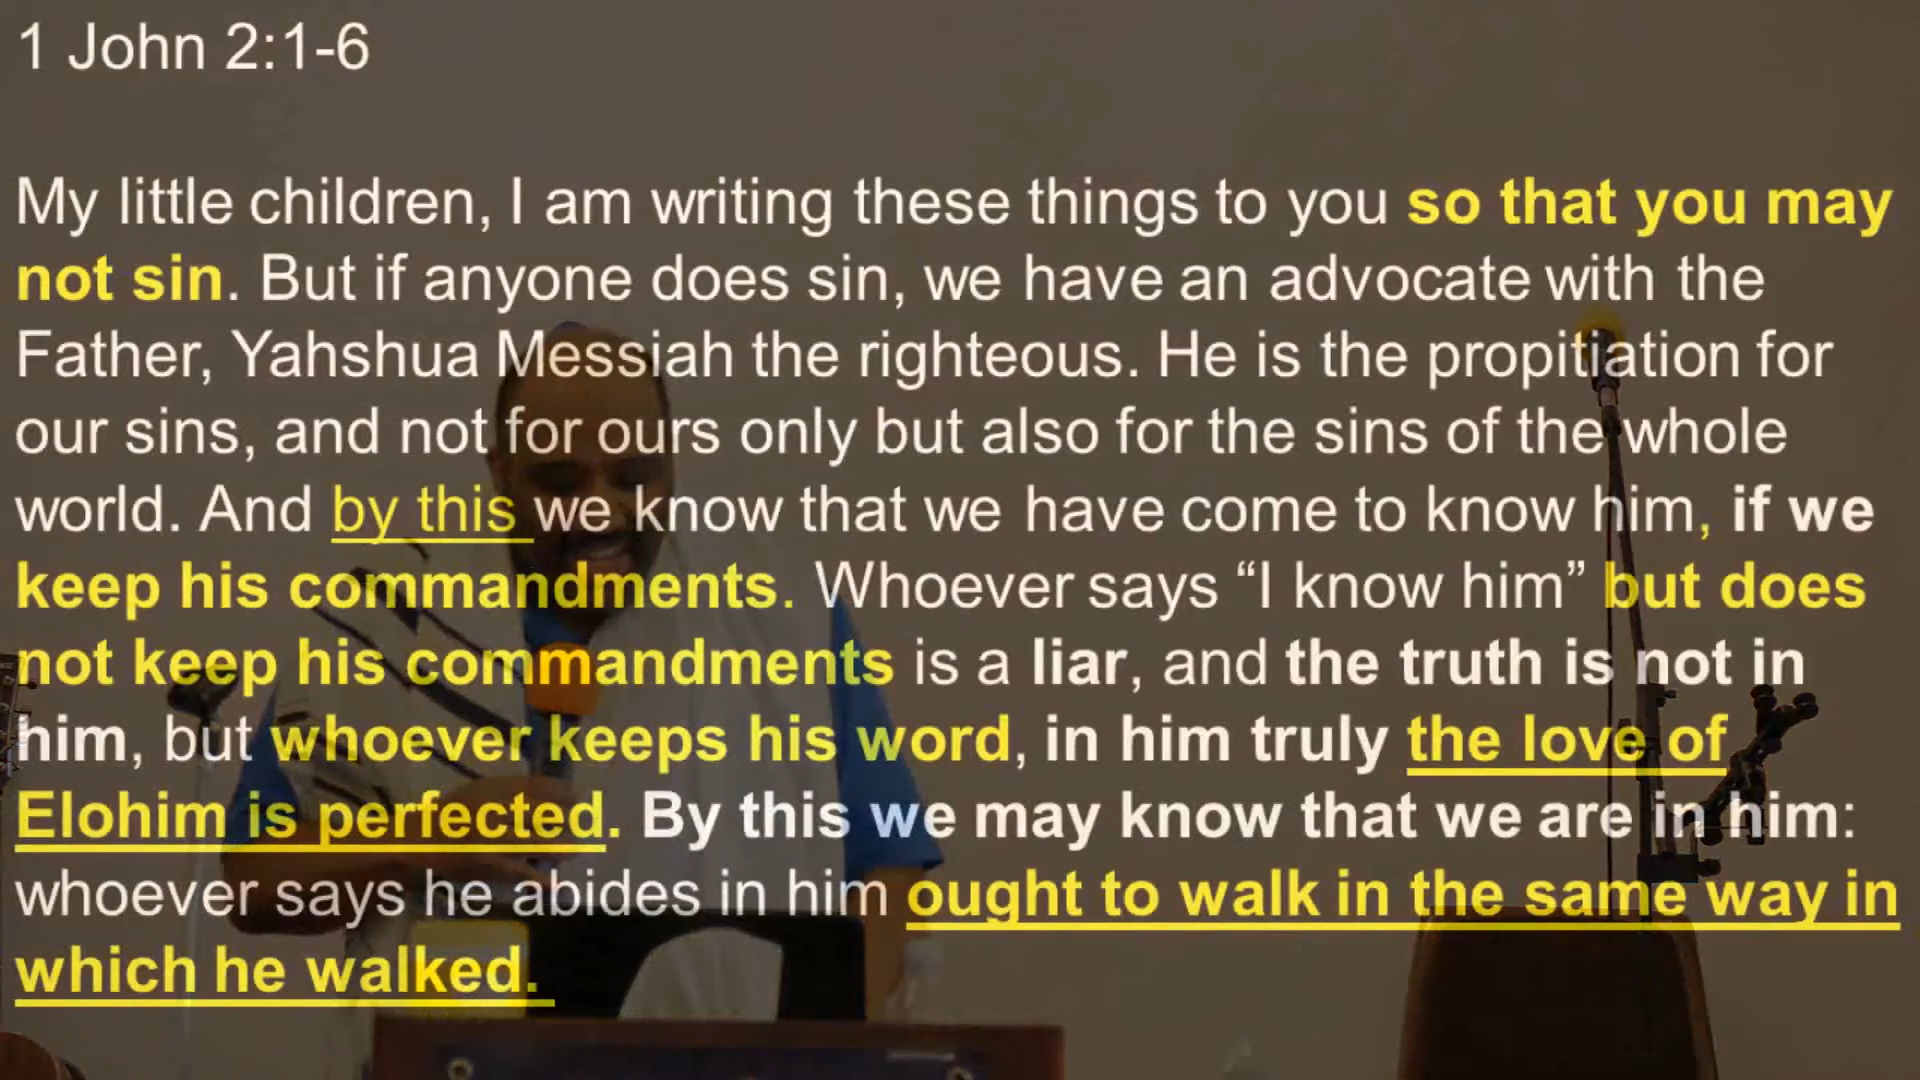 1 John 2:1-6
My little children, I am writing these things to you so that you may
not sin. But if anyone does sin, we have an advocate with the
Father, Yahshua Messiah the righteous. He is the propitiation for
our sins, and not for ours only but also for the sins of the whole
world. And by this we know that we have come to know him, if we
keep his commandments. Whoever says “I know him” but does
not keep his commandments is a liar, and the truth is not in
him, but whoever keeps his word, in him truly the love of
Elohim is perfected. By this we may know that we are in him:
whoever says he abides in him ought to walk in the same way in
which he walked.